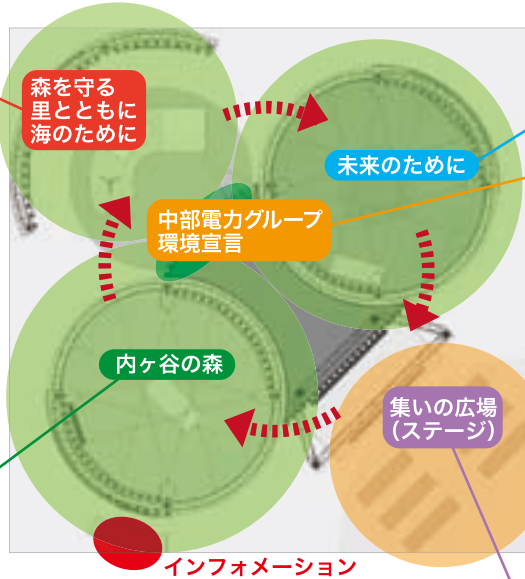 森を守る
里とともに
海のために
未来のために
中部電力グループ
環境宣言
内ヶ谷の森
集いの広場
(ステージ)
インフォメーション